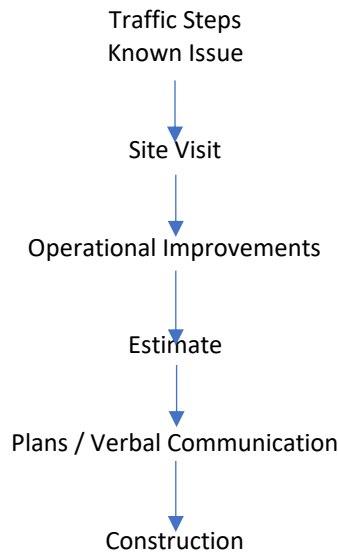 Traffic Steps
Known Issue
Site Visit
Operational Improvements
Estimate
Plans / Verbal Communication
Construction